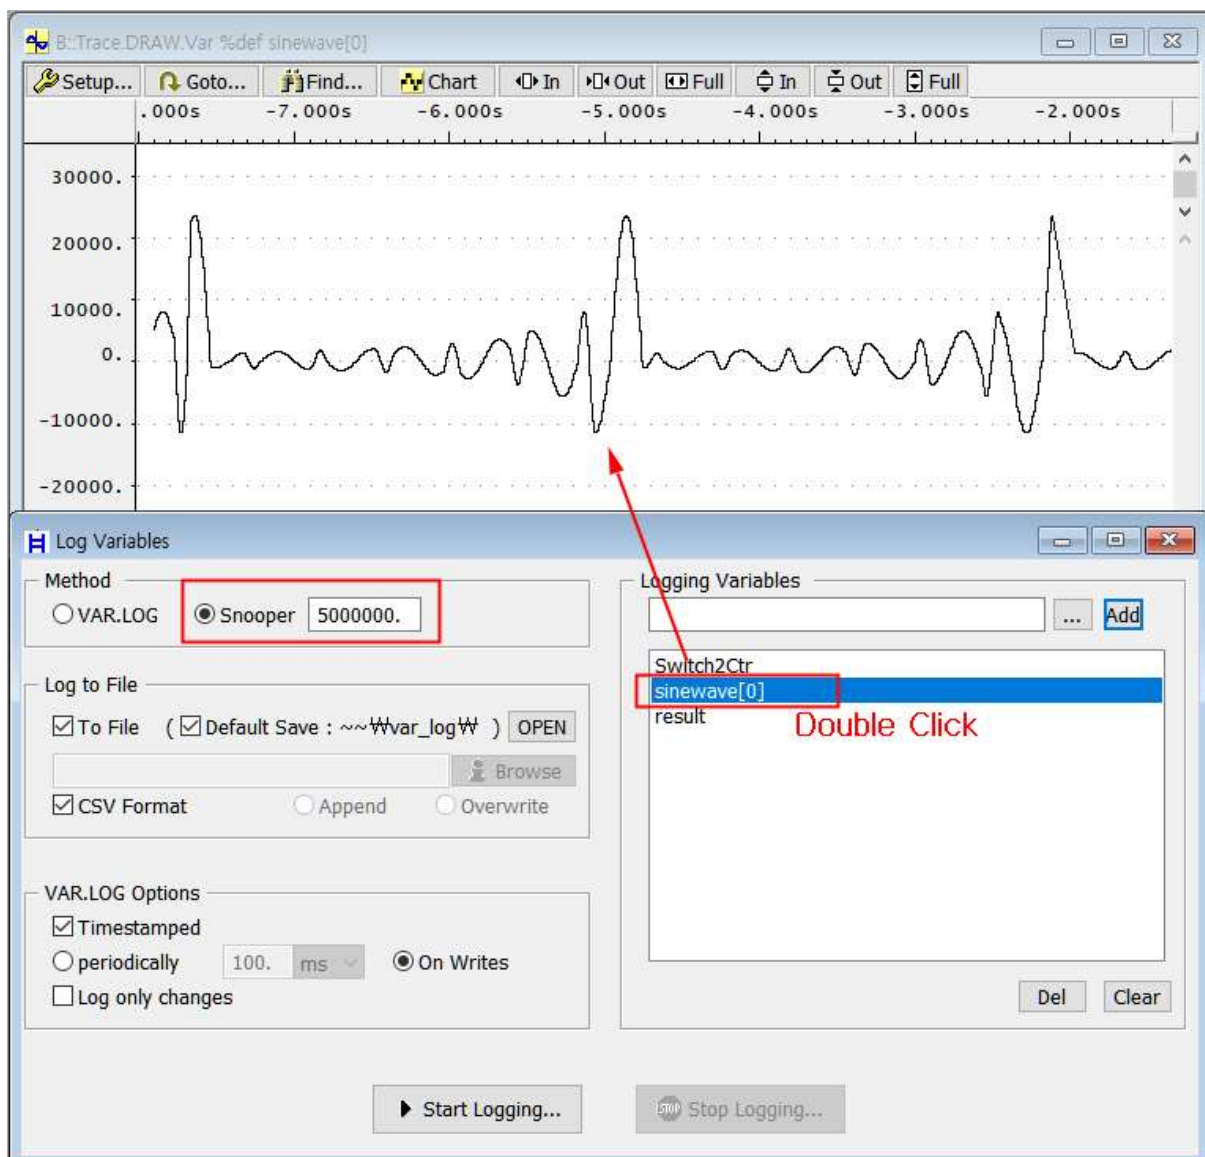 B::Trace.DRAW.Var %def sinewave[0]
Setup... Goto... Find... Chart In Out Full In Out Full
.000s -7.000s -6.000s -5.000s -4.000s -3.000s -2.000s
30000.
20000.
10000.
0.
-10000.
-20000.
Log Variables
Method
VAR.LOG Snooper 5000000.
Log to File
To File ( Default Save : ~~₩var_log₩ ) OPEN
Browse
CSV Format Append Overwrite
VAR.LOG Options
Timestamped
periodically 100. ms On Writes
Log only changes
Logging Variables
... Add
Switch2Ctr
sinewave[0]
result
Double Click
Del Clear
Start Logging... STOP Stop Logging...